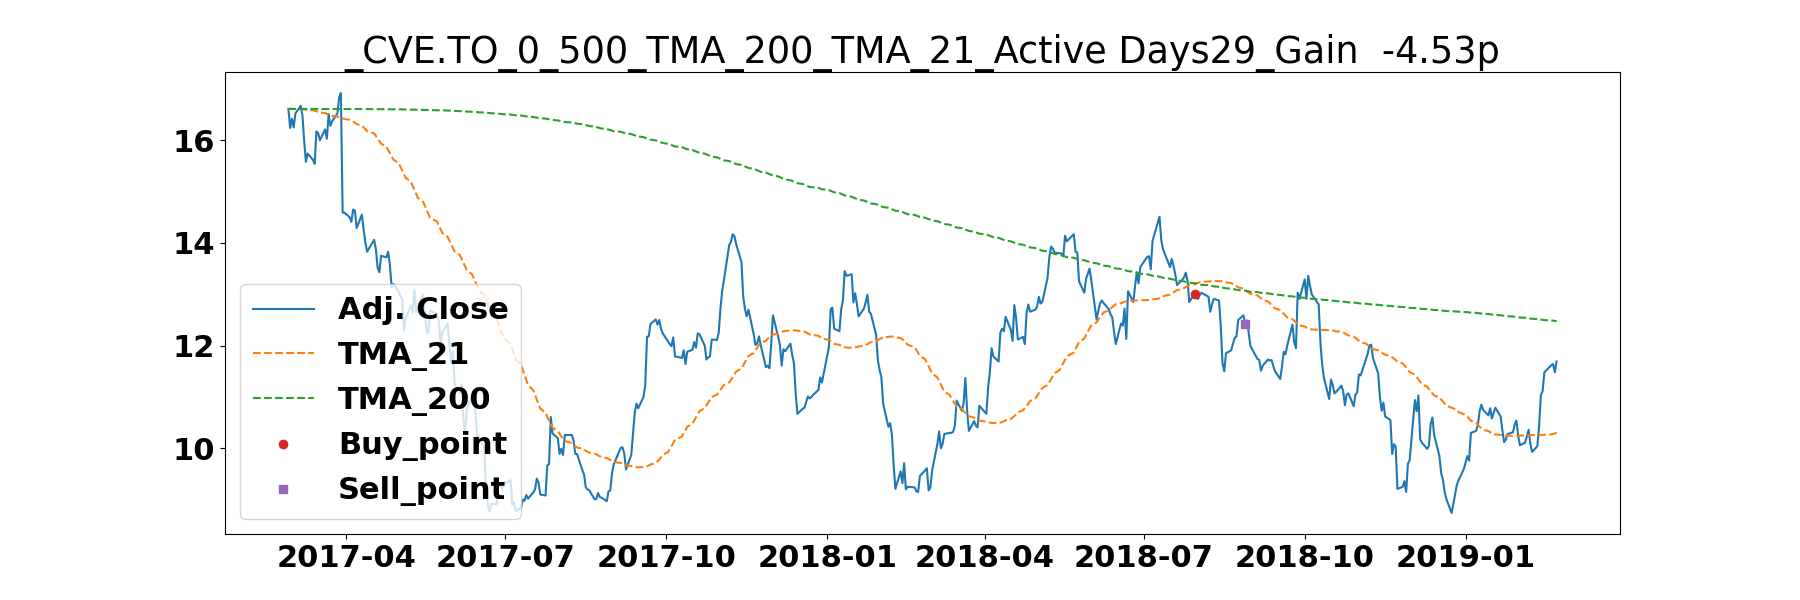 _CVE.TO_0_500_TMA_200_TMA_21_Active Days29_Gain  -4.53p
16
14
12
10
Adj. Close
TMA_21
TMA_200
Buy_point
Sell_point
2017-04 2017-07 2017-10 2018-01 2018-04 2018-07 2018-10 2019-01